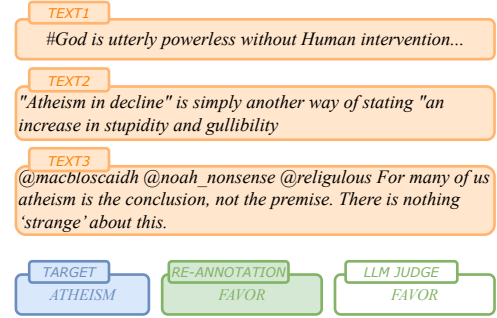 TEXT1
#God is utterly powerless without Human intervention...
TEXT2
"Atheism in decline" is simply another way of stating "an
increase in stupidity and gullibility
TEXT3
@macbloscaidh @noah_nonsense @religulous For many of us
atheism is the conclusion, not the premise. There is nothing
‘strange’ about this.
TARGET
ATHEISM
RE-ANNOTATION
FAVOR
LLM JUDGE
FAVOR